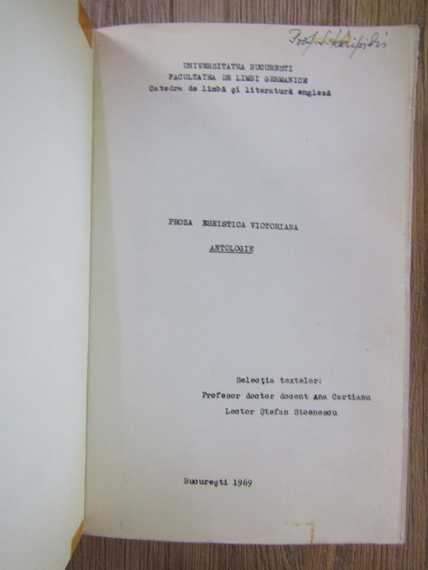 UNIVERSITATEA BUCUREȘTI
FACULTATEA DE LIMBI GERMANICE
Catedra de limbă și literatură engleză
PROZA ESEISTICA VICTORIANA
ANTOLOGIE
Selecția textelor:
Profesor doctor docent Ana Cartianu
Lector Ștefan Stoenescu
București 1969